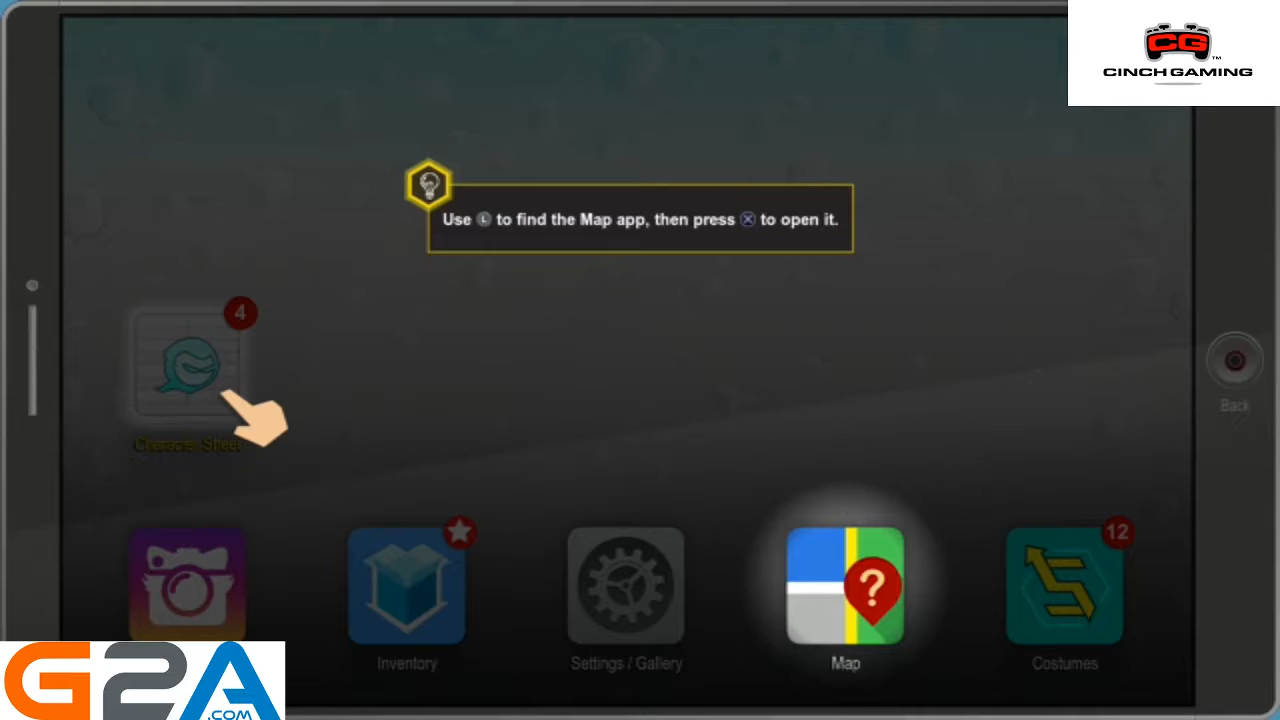 CG
TM
CINCH GAMING
Use L to find the Map app, then press X to open it.
4
Character Sheet
Back
12
?
Inventory
Settings / Gallery
Map
Costumes
G2A
.COM